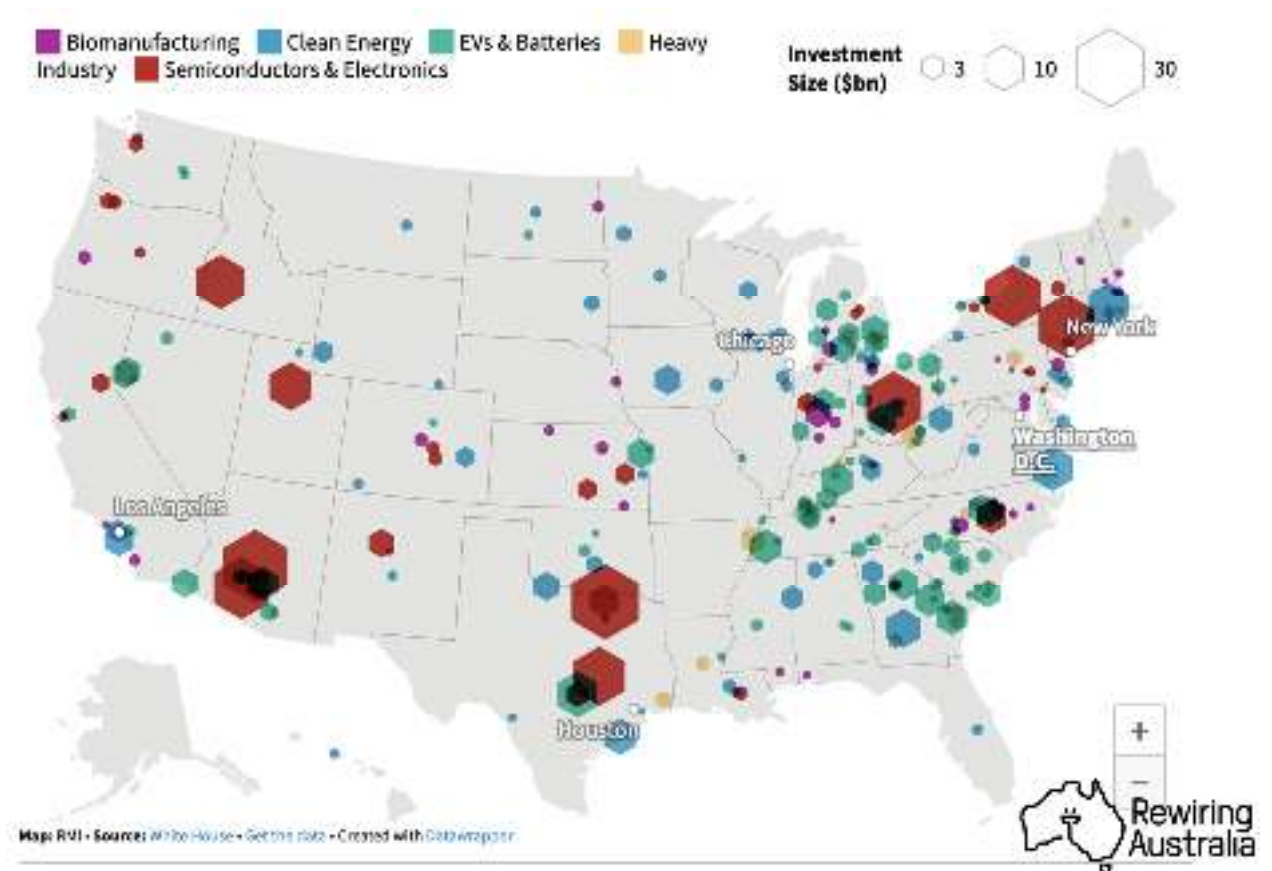 Biomanufacturing Clean Energy EVs & Batteries Heavy
Industry Semiconductors & Electronics
Investment
Size ($bn)
3 10 30
Chicago
New York
Washington
D.C.
Los Angeles
Houston
+
−
Map: RMI • Source: White House • Get the data • Created with Datawrapper
Rewiring
Australia